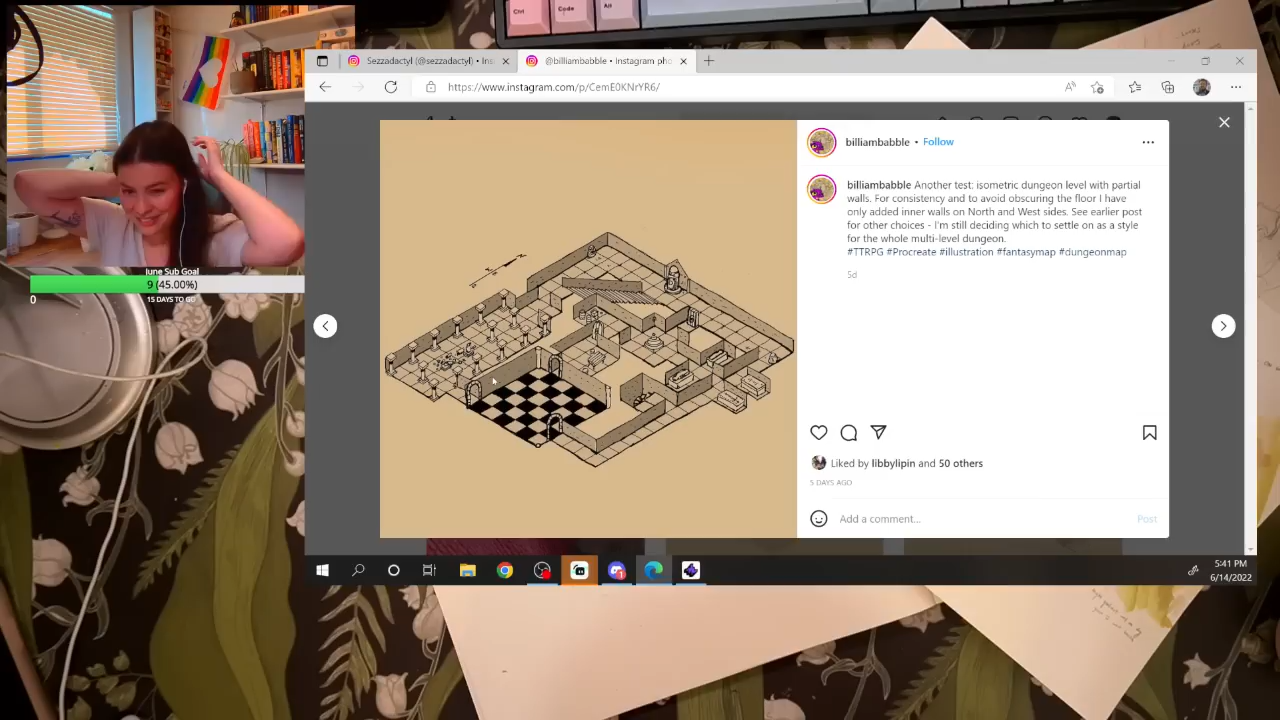 Ctrl
Code
Alt
Sezzadactyl (@sezzadactyl) • Ins
@billiambabble • Instagram pho
https://www.instagram.com/p/CemE0KNrYR6/
billiambabble • Follow
billiambabble Another test: isometric dungeon level with partial
walls. For consistency and to avoid obscuring the floor I have
only added inner walls on North and West sides. See earlier post
for other choices - I'm still deciding which to settle on as a style
for the whole multi-level dungeon.
#TTRPG #Procreate #illustration #fantasymap #dungeonmap
5d
Liked by libbylipin and 50 others
5 DAYS AGO
Add a comment...
Post
June Sub Goal
9 (45.00%)
0
15 DAYS TO GO
5:41 PM
6/14/2022